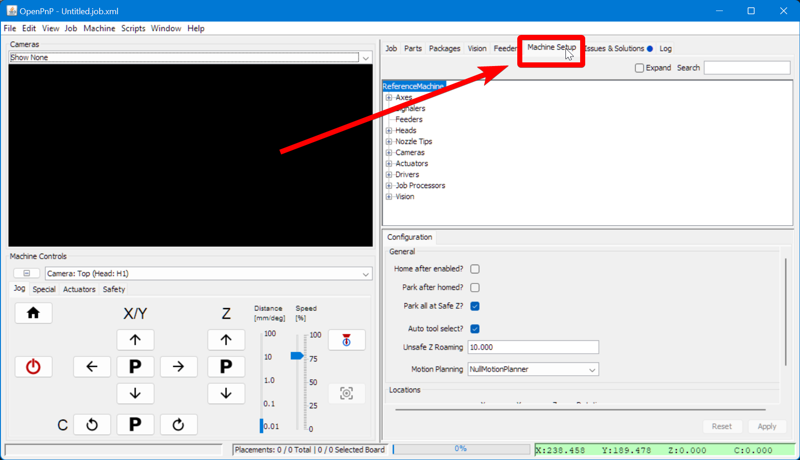 OpenPnP - Untitled.job.xml
File Edit View Job Machine Scripts Window Help
Cameras
Show None
Job Parts Packages Vision Feeders Machine Setup Issues & Solutions Log
Expand Search
ReferenceMachine
Axes
Signalers
Feeders
Heads
Nozzle Tips
Cameras
Actuators
Drivers
Job Processors
Vision
Machine Controls
Camera: Top (Head: H1)
Jog Special Actuators Safety
X/Y Z Distance Speed
[mm/deg] [%]
100 100
10 75
1.0 50
0.1 25
0.01 0
P P
C P
Configuration
General
Home after enabled?
Park after homed?
Park all at Safe Z?
Auto tool select?
Unsafe Z Roaming 10.000
Motion Planning NullMotionPlanner
Locations
Reset Apply
Placements: 0 / 0 Total | 0 / 0 Selected Board 0% X:238.458 Y:189.478 Z:0.000 C:0.000